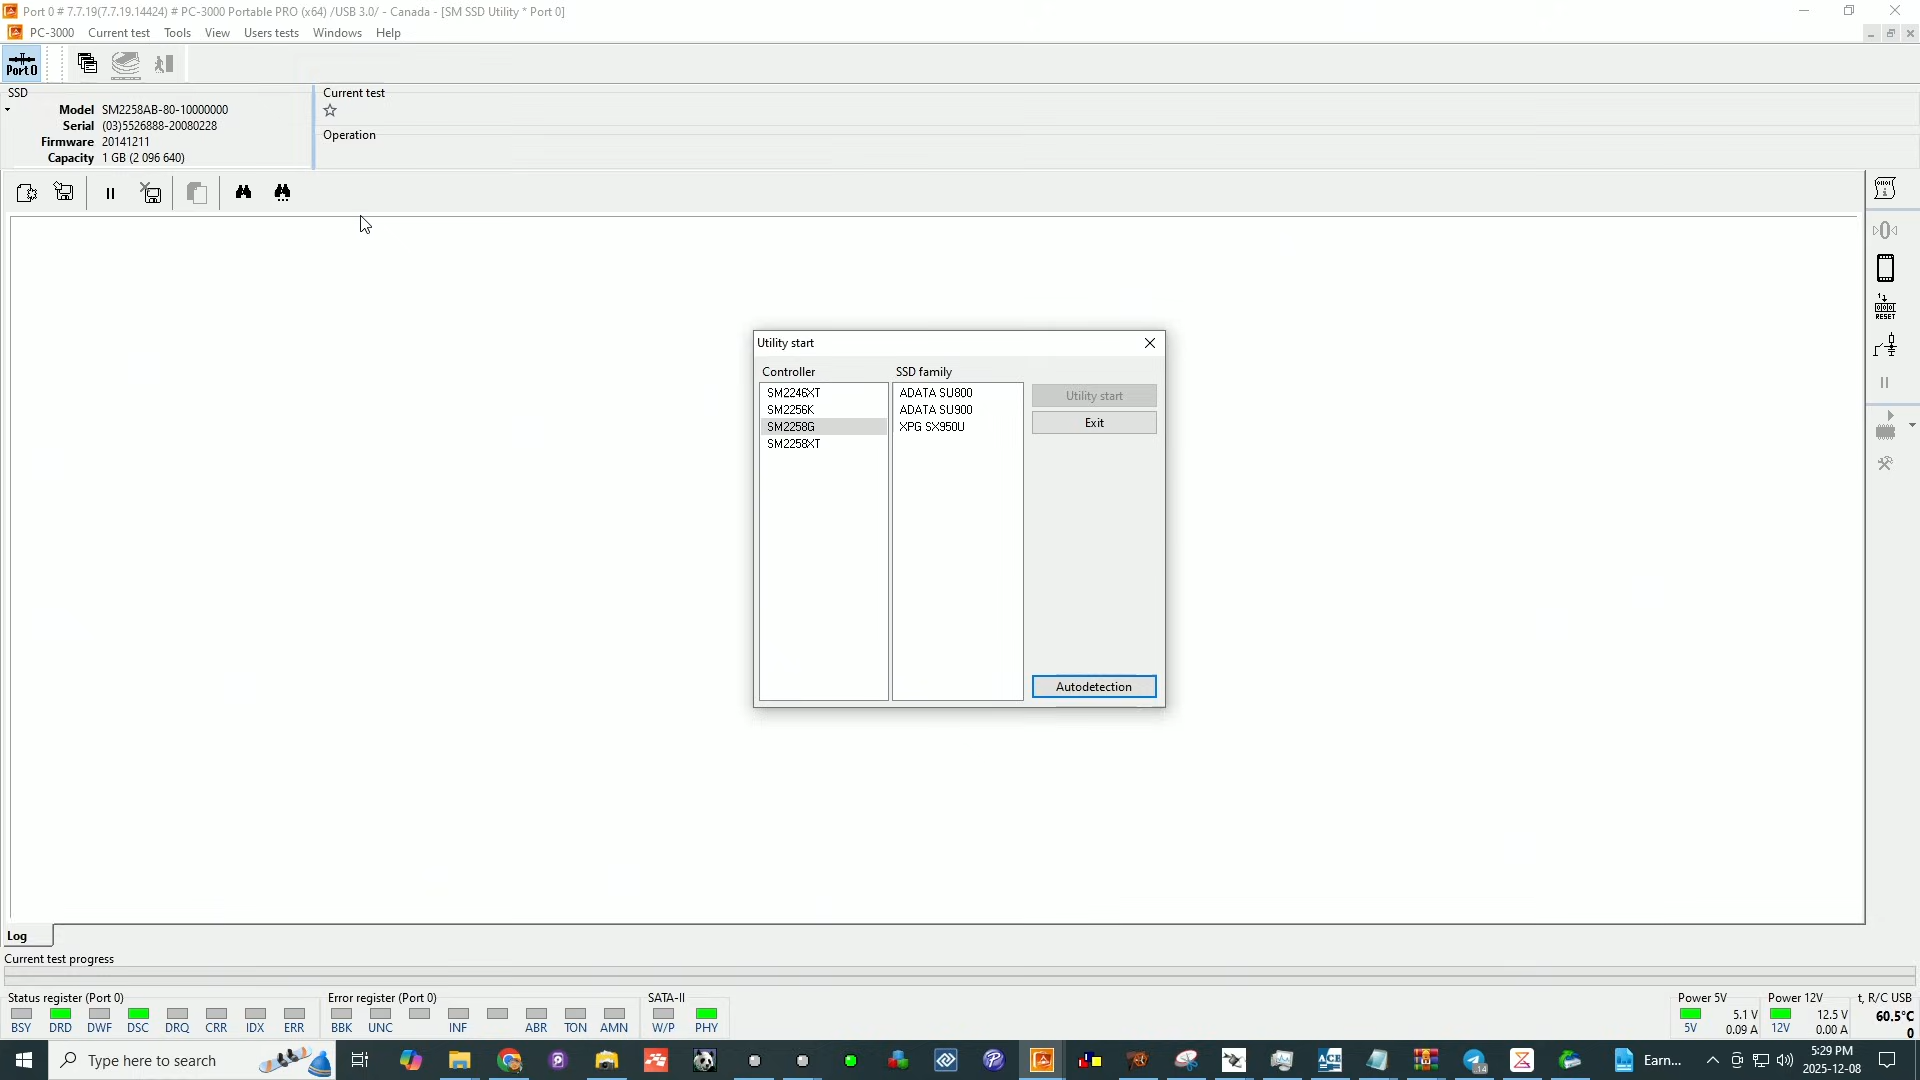 Port 0 # 7.7.19(7.7.19.14424) # PC-3000 Portable PRO (x64) /USB 3.0/ - Canada - [SM SSD Utility * Port 0]
PC-3000 Current test Tools View Users tests Windows Help
Port0
SSD
Model SM2258AB-80-10000000
Serial (03)5526888-20080228
Firmware 20141211
Capacity 1 GB (2 096 640)
Current test
Operation
RESET
Utility start
Controller SSD family
SM2246XT ADATA SU800 Utility start
SM2256K ADATA SU900
SM2258G XPG SX950U Exit
SM2258XT
Autodetection
Log
Current test progress
Status register (Port 0) Error register (Port 0) SATA-II Power 5V Power 12V t, R/C USB
BSY DRD DWF DSC DRQ CRR IDX ERR BBK UNC INF ABR TON AMN W/P PHY
5V 5.1 V 0.09 A 12V 12.5 V 0.00 A 60.5°C 0
Type here to search
ACE
14
Earn...
5:29 PM
2025-12-08